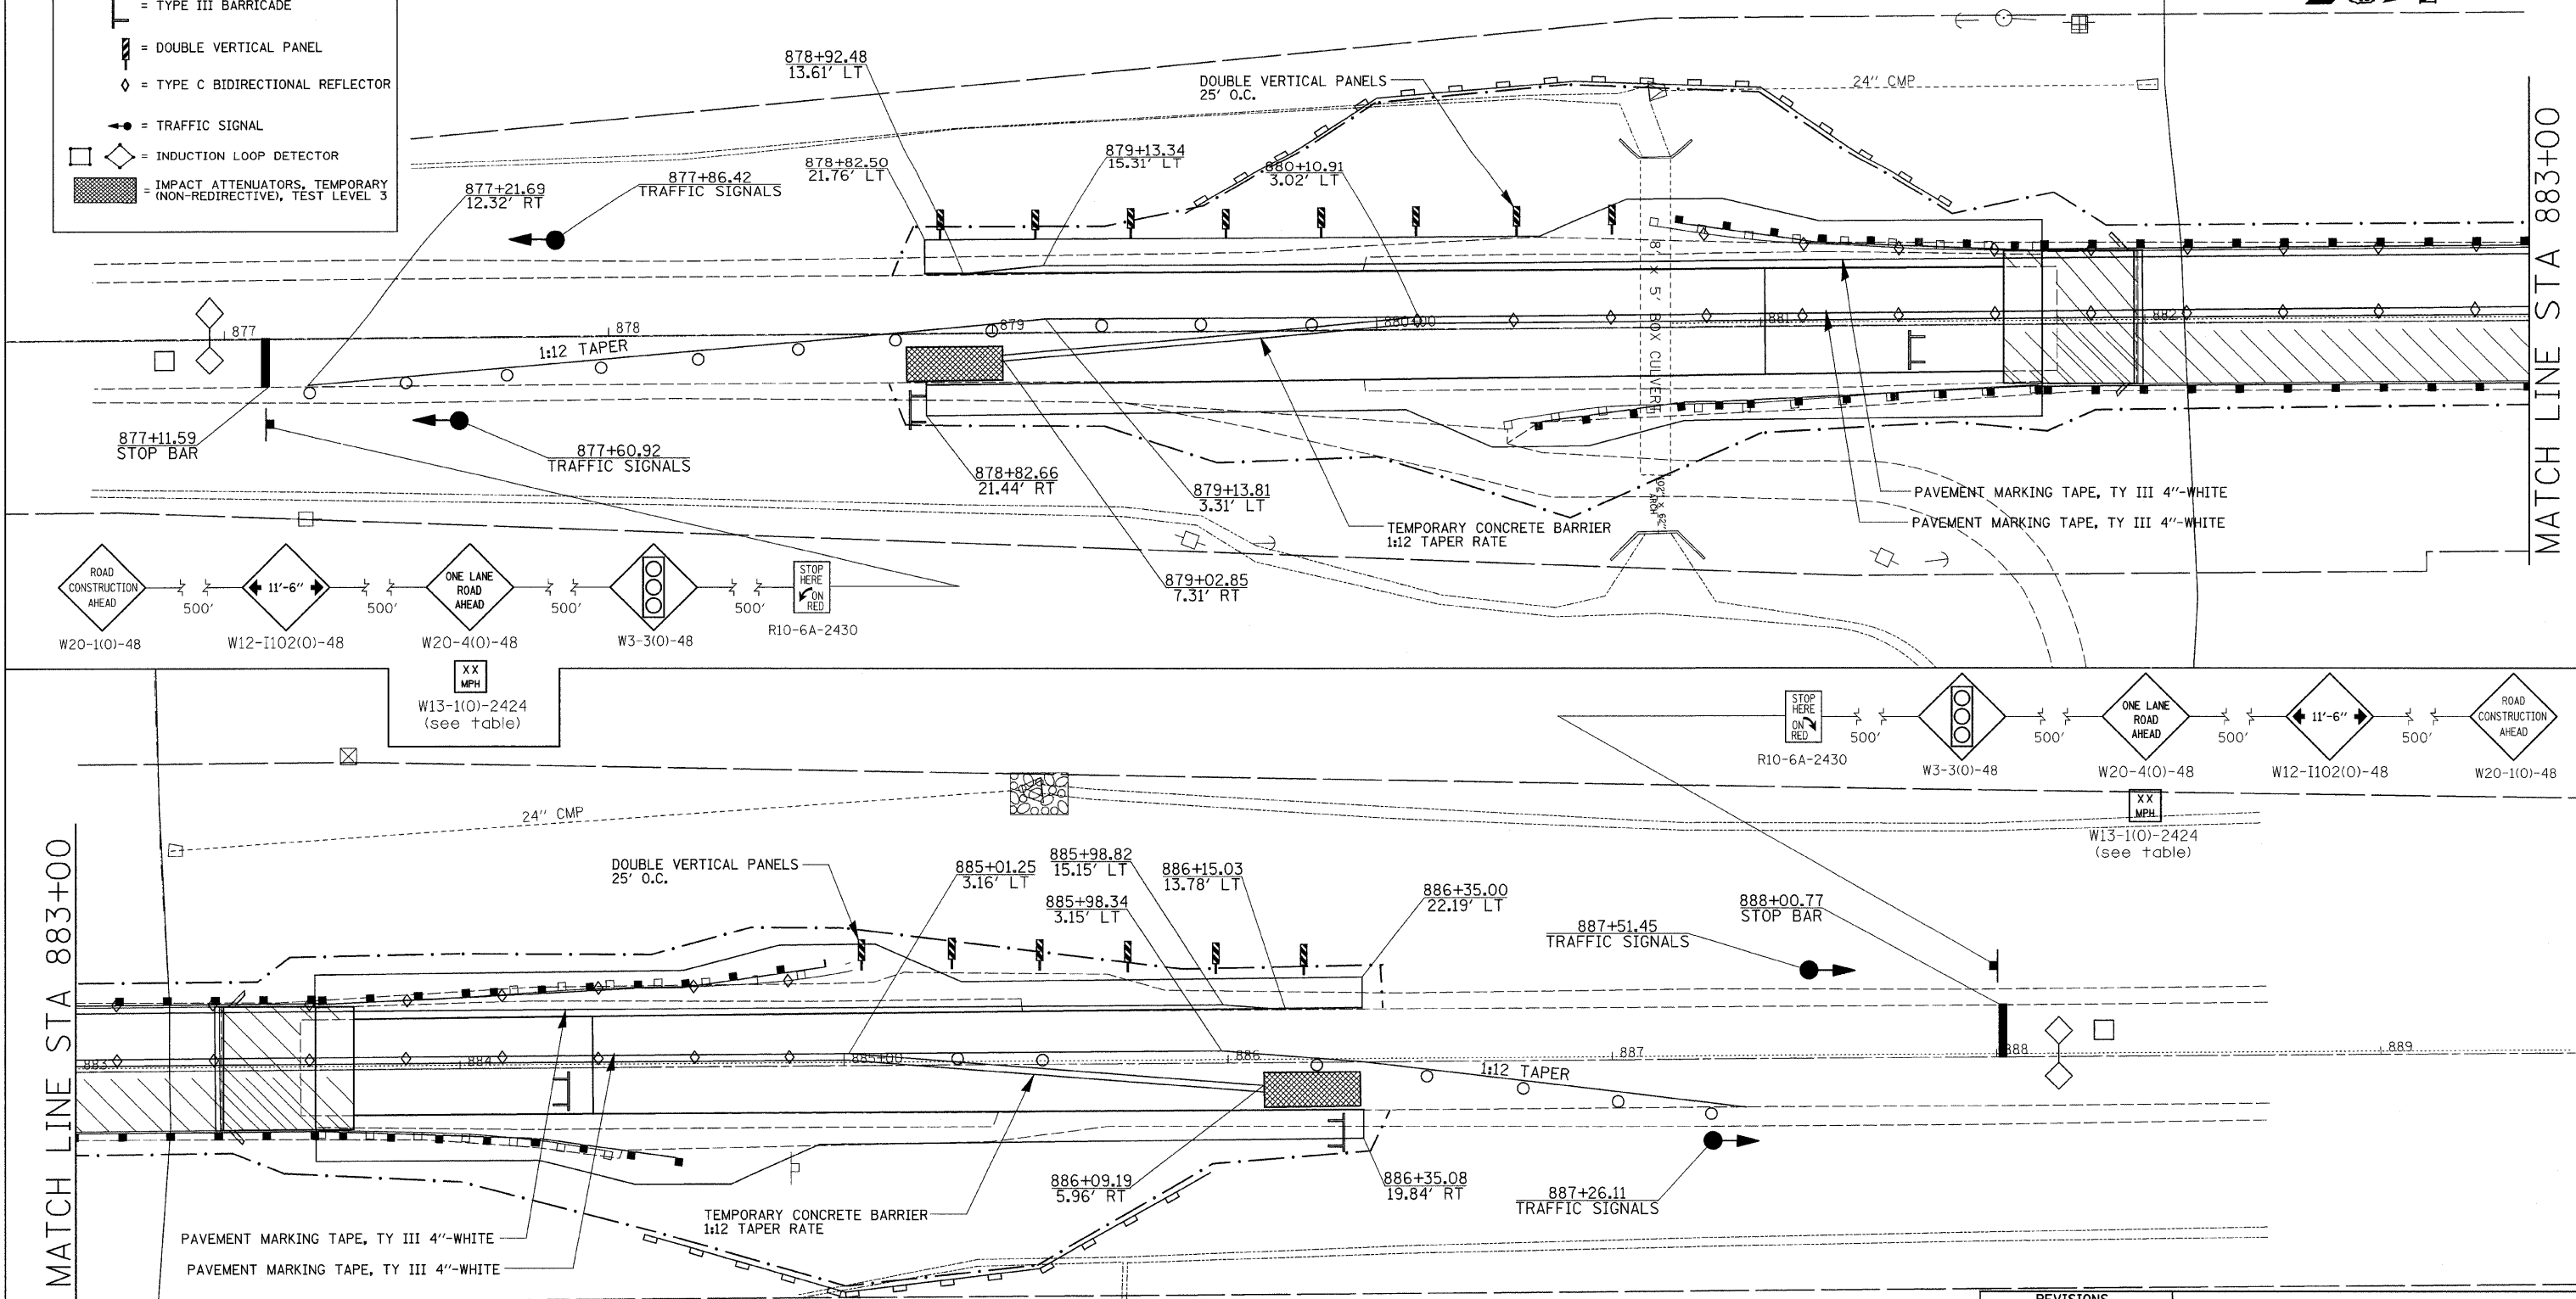 = TYPE III BARRICADE
= DOUBLE VERTICAL PANEL
= TYPE C BIDIRECTIONAL REFLECTOR
= TRAFFIC SIGNAL
= INDUCTION LOOP DETECTOR
= IMPACT ATTENUATORS, TEMPORARY
(NON-REDIRECTIVE), TEST LEVEL 3
878+92.48
13.61' LT
DOUBLE VERTICAL PANELS
25' O.C.
24" CMP
877+21.69
12.32' RT
877+86.42
TRAFFIC SIGNALS
878+82.50
21.76' LT
879+13.34
15.31' LT
880+10.91
3.02' LT
8' X 5' BOX CULVERT
877
878
879
880+00
881
882
1:12 TAPER
877+11.59
STOP BAR
877+60.92
TRAFFIC SIGNALS
878+82.66
21.44' RT
879+13.81
3.31' LT
879+02.85
7.31' RT
TEMPORARY CONCRETE BARRIER
1:12 TAPER RATE
102" X 62"
ARCH
PAVEMENT MARKING TAPE, TY III 4"-WHITE
PAVEMENT MARKING TAPE, TY III 4"-WHITE
MATCH LINE STA 883+00
ROAD
CONSTRUCTION
AHEAD
500'
11'-6"
500'
ONE LANE
ROAD
AHEAD
500'
500'
STOP
HERE
ON
RED
W20-1(O)-48
W12-I102(O)-48
W20-4(O)-48
W3-3(O)-48
R10-6A-2430
XX
MPH
W13-1(O)-2424
(see table)
STOP
HERE
ON
RED
500'
500'
ONE LANE
ROAD
AHEAD
500'
11'-6"
500'
ROAD
CONSTRUCTION
AHEAD
R10-6A-2430
W3-3(O)-48
W20-4(O)-48
W12-I102(O)-48
W20-1(O)-48
XX
MPH
W13-1(O)-2424
(see table)
MATCH LINE STA 883+00
24" CMP
DOUBLE VERTICAL PANELS
25' O.C.
885+01.25
3.16' LT
885+98.82
15.15' LT
885+98.34
3.15' LT
886+15.03
13.78' LT
886+35.00
22.19' LT
887+51.45
TRAFFIC SIGNALS
888+00.77
STOP BAR
883
884
885+00
886
887
888
889
1:12 TAPER
886+09.19
5.96' RT
886+35.08
19.84' RT
887+26.11
TRAFFIC SIGNALS
TEMPORARY CONCRETE BARRIER
1:12 TAPER RATE
PAVEMENT MARKING TAPE, TY III 4"-WHITE
PAVEMENT MARKING TAPE, TY III 4"-WHITE
REVISIONS